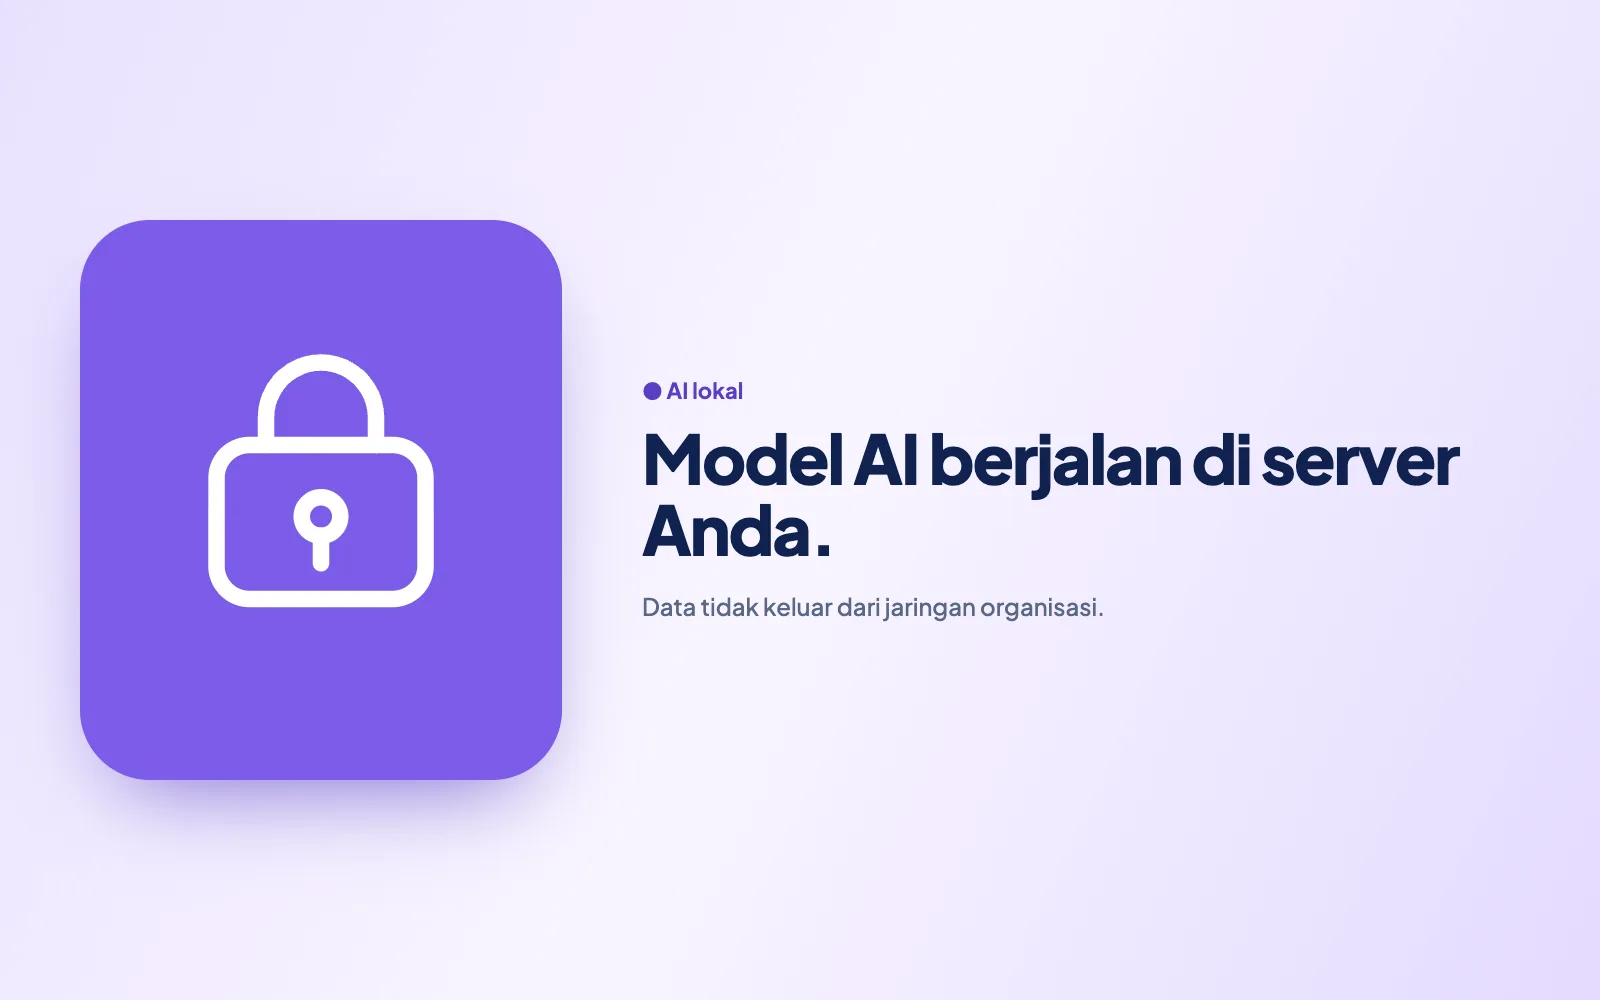 AI lokal
Model AI berjalan di server
Anda.
Data tidak keluar dari jaringan organisasi.